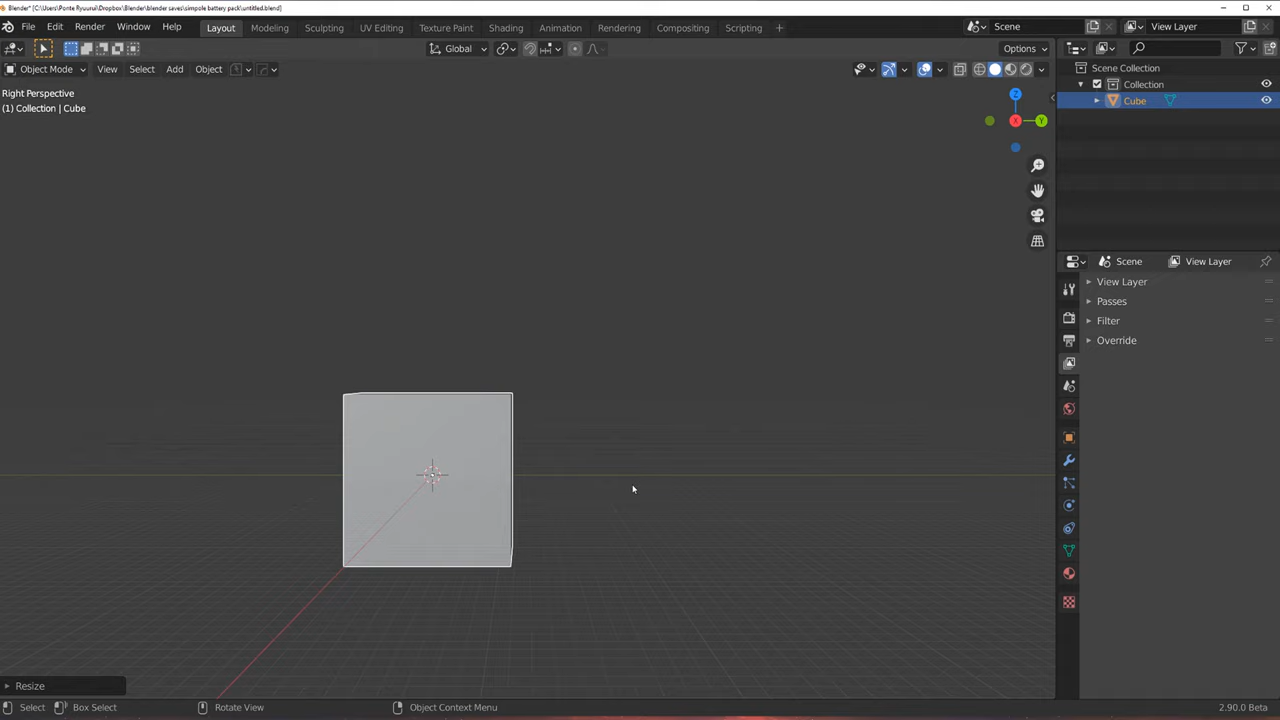 Blender* [C:\Users\Ponte Ryuurui\Dropbox\Blender\blender saves\simpole battery pack\untitled.blend]
File Edit Render Window Help Layout Modeling Sculpting UV Editing Texture Paint Shading Animation Rendering Compositing Scripting + Scene View Layer
Global Options
Object Mode View Select Add Object
Right Perspective
(1) Collection | Cube
Scene Collection
Collection
Cube
Z
X
Y
Scene View Layer
View Layer
Passes
Filter
Override
Resize
Select Box Select Rotate View Object Context Menu 2.90.0 Beta